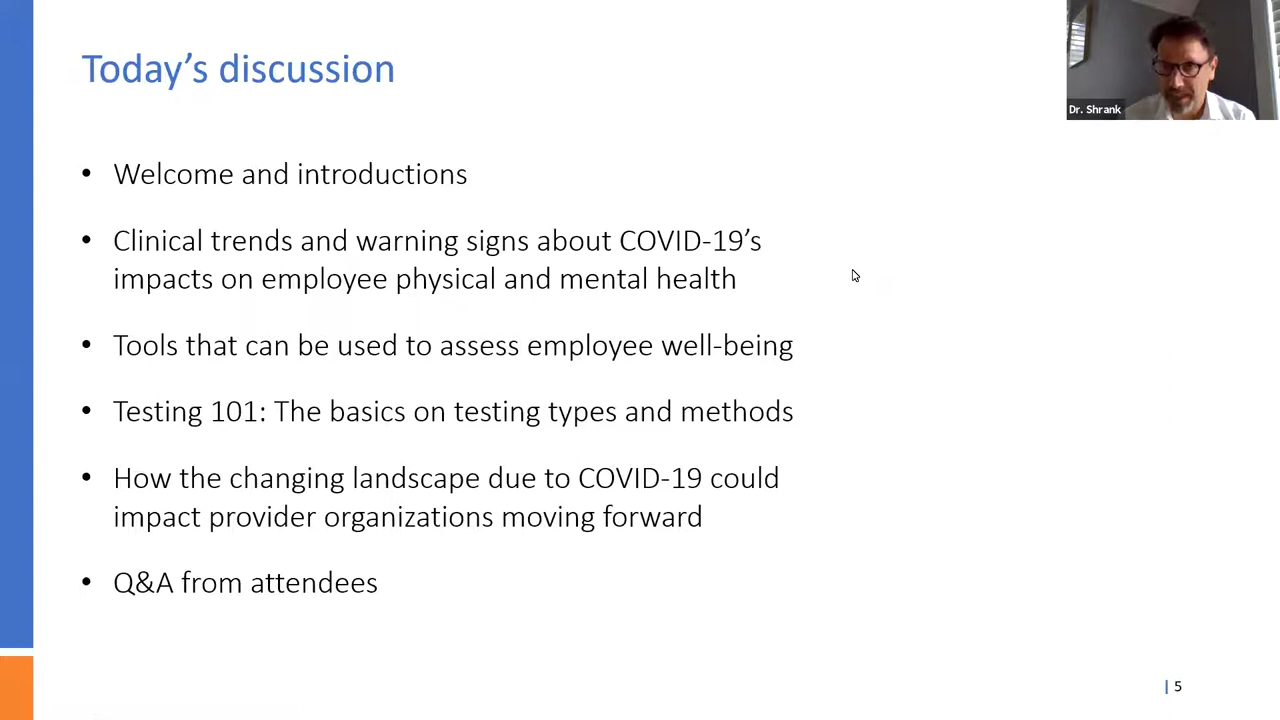 Today’s discussion
Dr. Shrank
• Welcome and introductions
• Clinical trends and warning signs about COVID-19’s
impacts on employee physical and mental health
• Tools that can be used to assess employee well-being
• Testing 101: The basics on testing types and methods
• How the changing landscape due to COVID-19 could
impact provider organizations moving forward
• Q&A from attendees
| 5